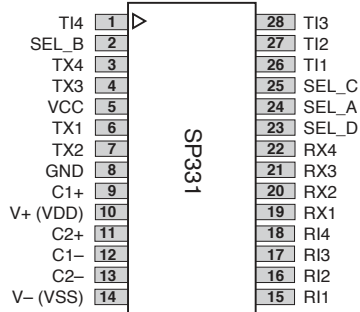 TI4 1 28 TI3
SEL_B 2 27 TI2
TX4 3 26 TI1
TX3 4 25 SEL_C
VCC 5 24 SEL_A
TX1 6 23 SEL_D
TX2 7 22 RX4
GND 8 21 RX3
C1+ 9 20 RX2
V+ (VDD) 10 19 RX1
C2+ 11 18 RI4
C1– 12 17 RI3
C2– 13 16 RI2
V– (VSS) 14 15 RI1
SP331